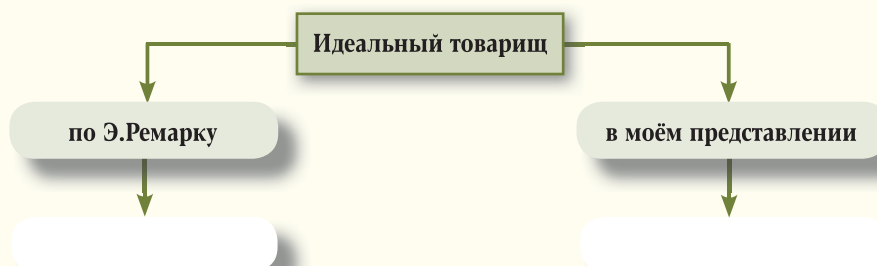 Идеальный товарищ
по Э.Ремарку
в моём представлении